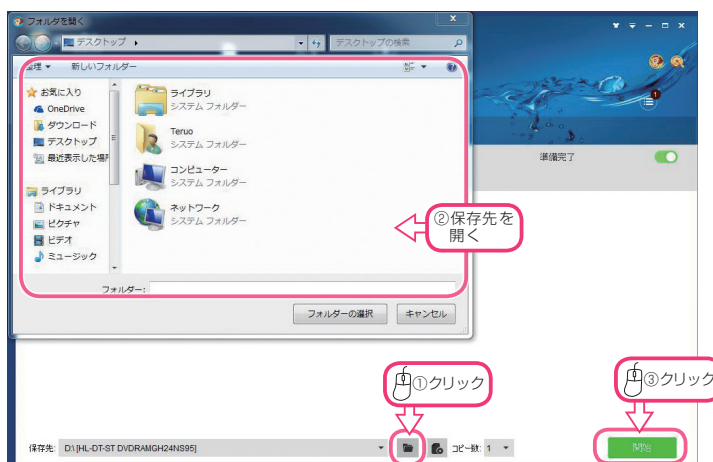 フォルダを開く
デスクトップ
デスクトップの検索
整理
新しいフォルダー
お気に入り
OneDrive
ダウンロード
デスクトップ
最近表示した場所
ライブラリ
ドキュメント
ピクチャ
ビデオ
ミュージック
ライブラリ
システム フォルダー
Teruo
システム フォルダー
コンピューター
システム フォルダー
ネットワーク
システム フォルダー
フォルダー:
フォルダーの選択
キャンセル
1
準備完了
②保存先を
開く
①クリック
③クリック
保存先:
D:\ [HL-DT-ST DVDRAMGH24NS95]
コピー数:
1
開始